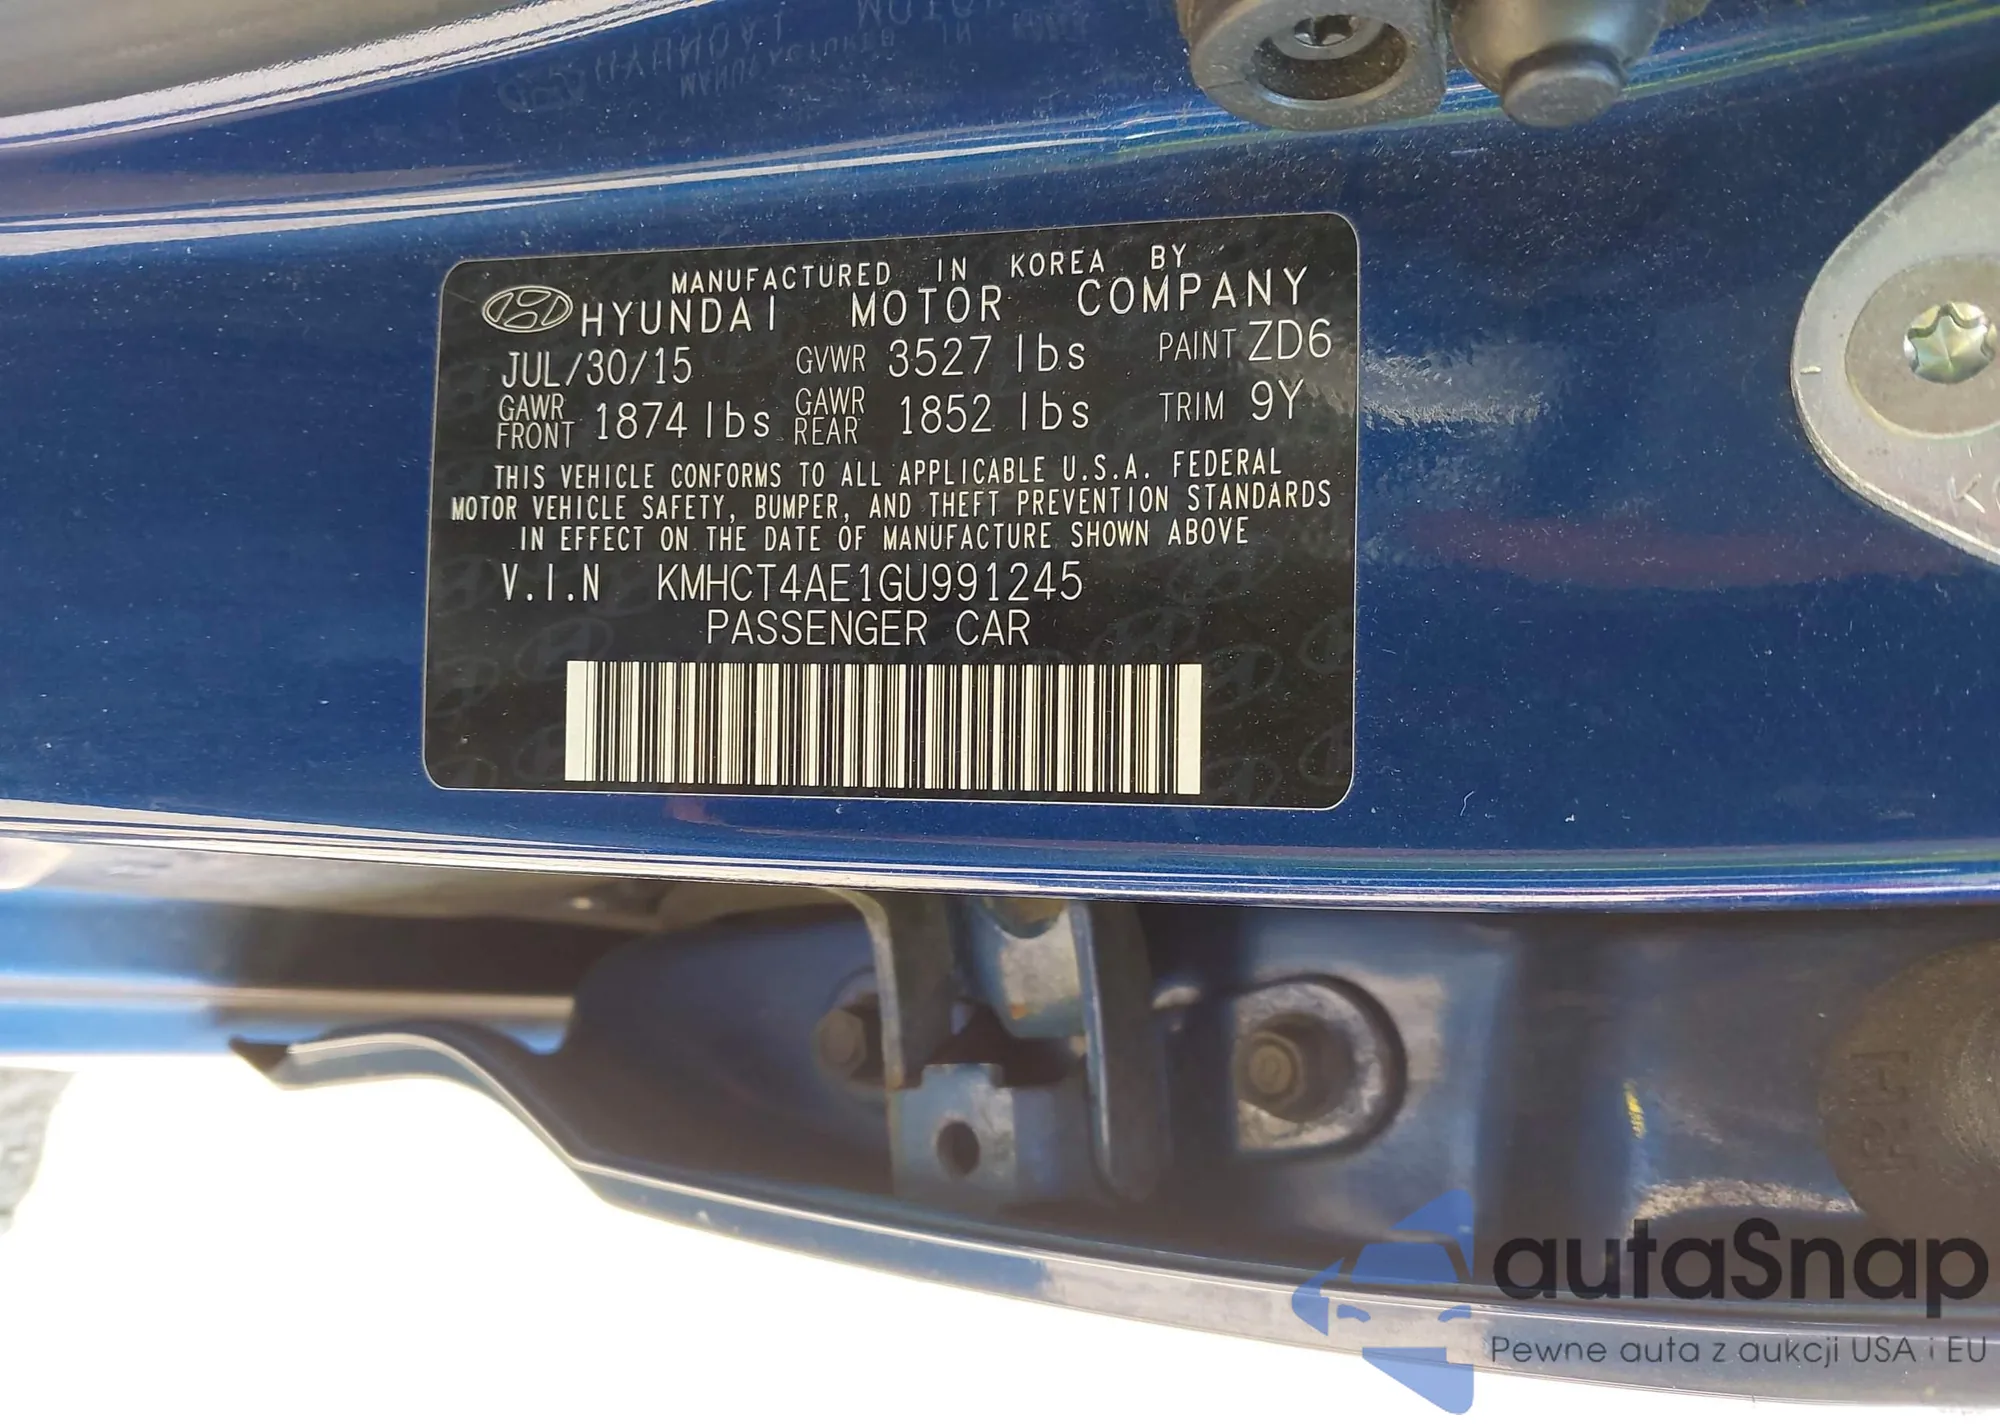 MANUFACTURED IN KOREA BY
HYUNDAI MOTOR COMPANY
JUL/30/15 GVWR 3527 lbs PAINT ZD6
GAWR FRONT 1874 lbs GAWR REAR 1852 lbs TRIM 9Y
THIS VEHICLE CONFORMS TO ALL APPLICABLE U.S.A. FEDERAL
MOTOR VEHICLE SAFETY, BUMPER, AND THEFT PREVENTION STANDARDS
IN EFFECT ON THE DATE OF MANUFACTURE SHOWN ABOVE
V.I.N KMHCT4AE1GU991245
PASSENGER CAR
autaSnap
Pewne auta z aukcji USA i EU